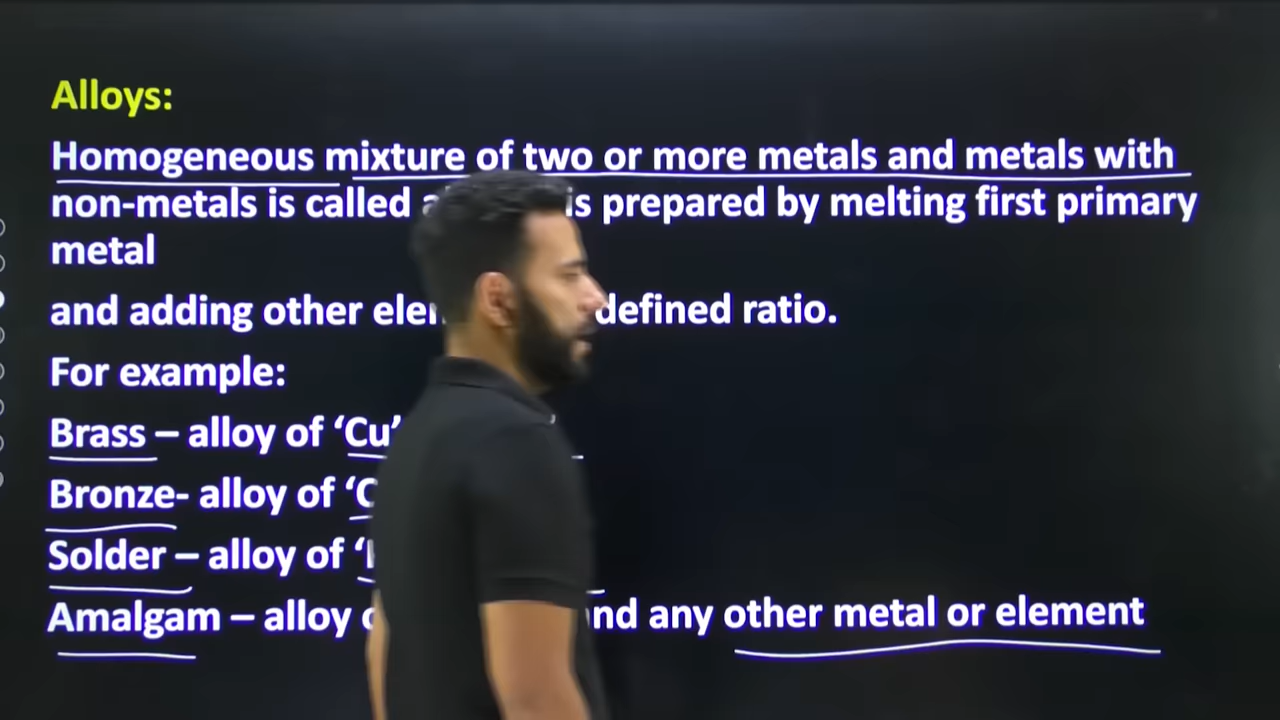 Alloys:
Homogeneous mixture of two or more metals and metals with
non-metals is called is prepared by melting first primary
metal
and adding other defined ratio.
For example:
Brass – alloy of ‘Cu’
Bronze- alloy of
Solder – alloy of
Amalgam – alloy any other metal or element